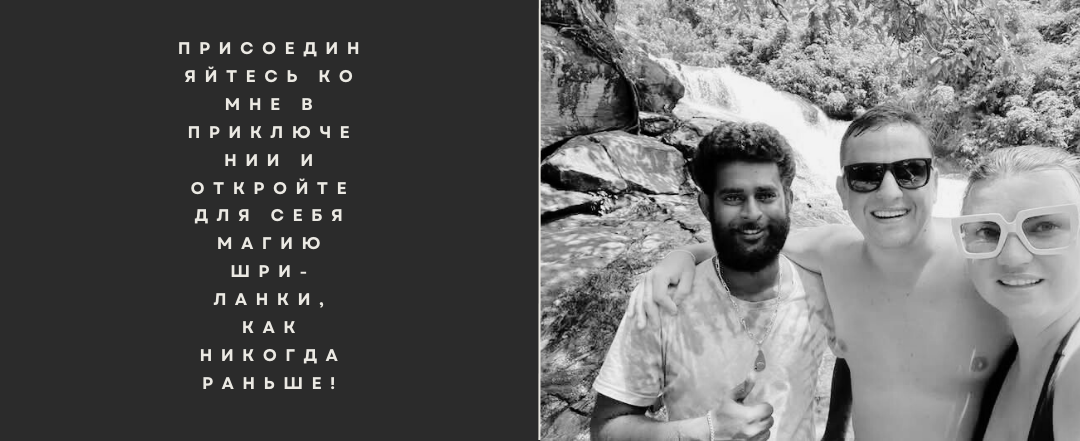 ПРИСОЕДИН
ЯЙТЕСЬ КО
МНЕ В
ПРИКЛЮЧЕ
НИИ И
ОТКРОЙТЕ
ДЛЯ СЕБЯ
МАГИЮ
ШРИ-
ЛАНКИ,
КАК
НИКОГДА
РАНЬШЕ!